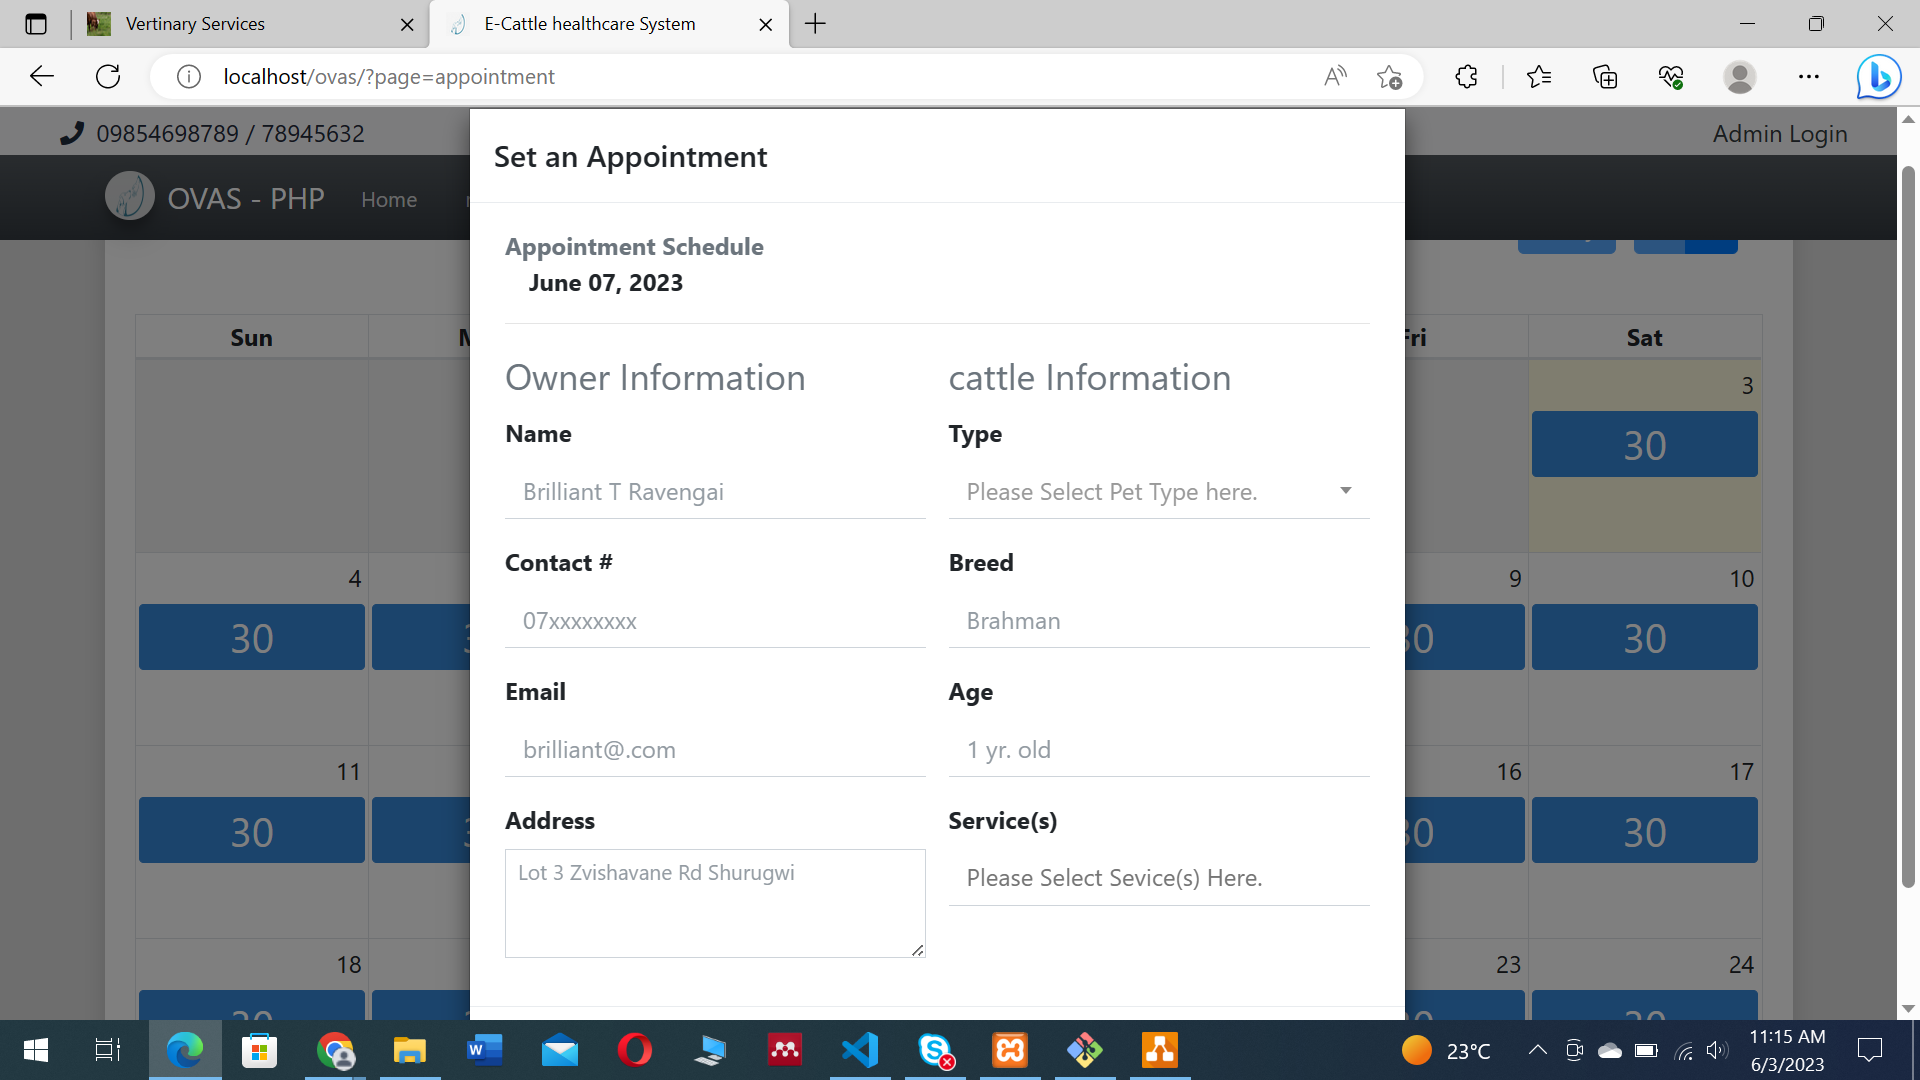 Vertinary Services
E-Cattle healthcare System
localhost/ovas/?page=appointment
09854698789 / 78945632
Admin Login
OVAS - PHP
Home
Set an Appointment
Appointment Schedule
June 07, 2023
Owner Information
cattle Information
Name
Type
Brilliant T Ravengai
Please Select Pet Type here.
Contact #
Breed
07xxxxxxxx
Brahman
Email
Age
brilliant@.com
1 yr. old
Address
Service(s)
Lot 3 Zvishavane Rd Shurugwi
Please Select Sevice(s) Here.
Sun
Fri
Sat
3
30
4
9
10
30
30
30
11
16
17
30
30
30
18
23
24
30
30
23°C
11:15 AM
6/3/2023